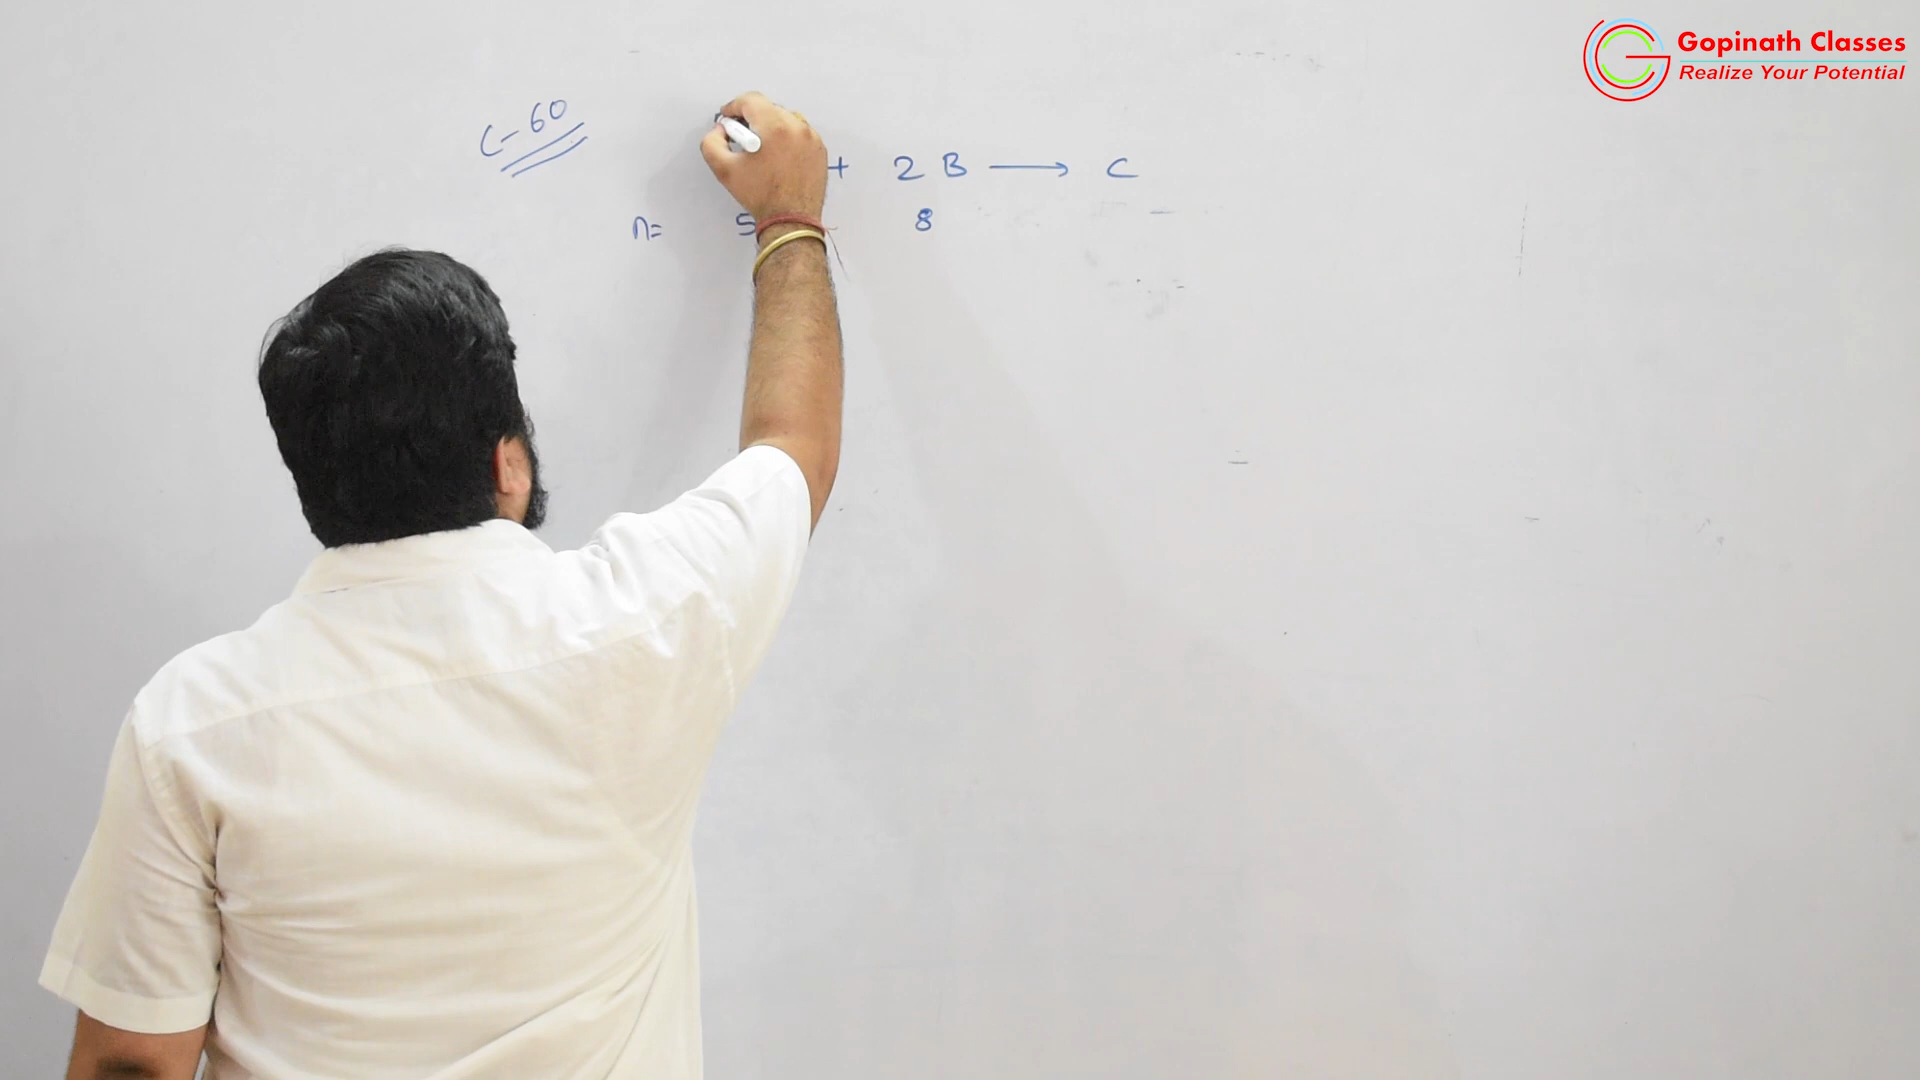 Gopinath Classes
Realize Your Potential
C-60
+ 2B ⟶ C
n= 5 8